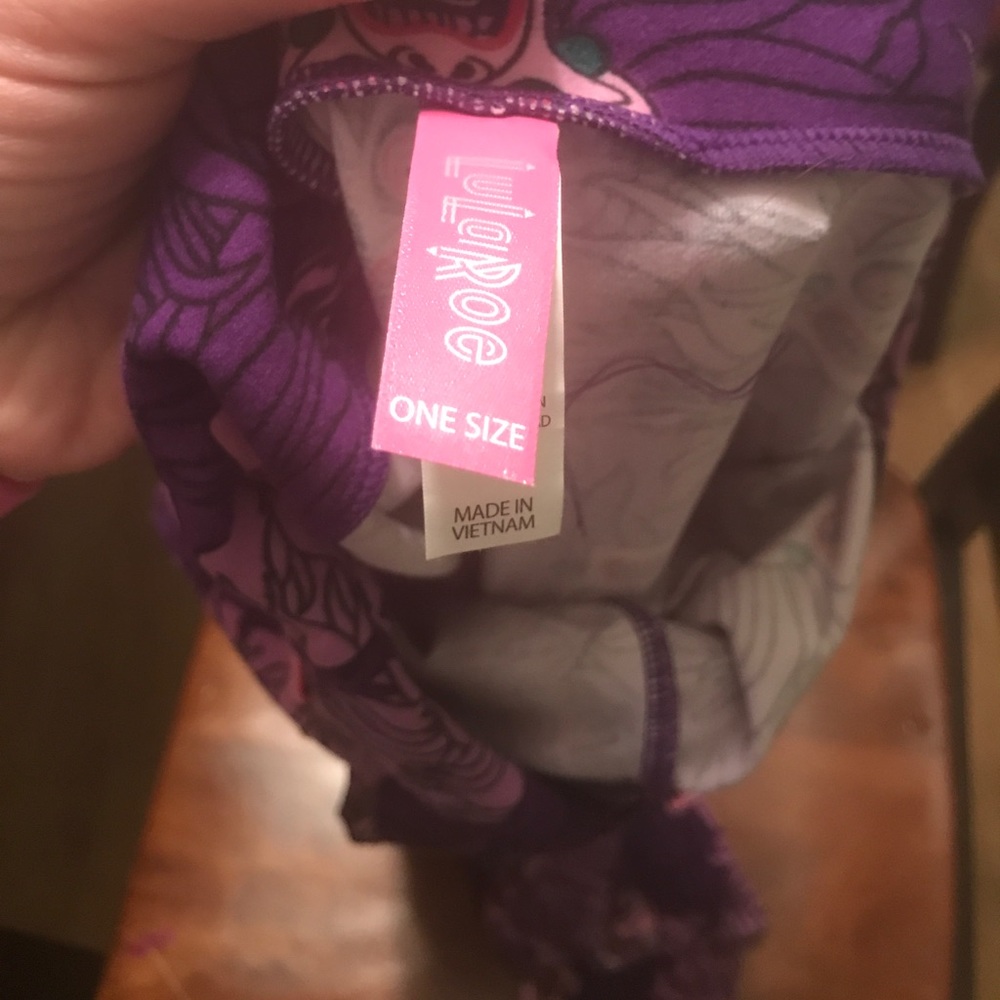 LuLaRoe
ONE SIZE
N
D
MADE IN
VIETNAM